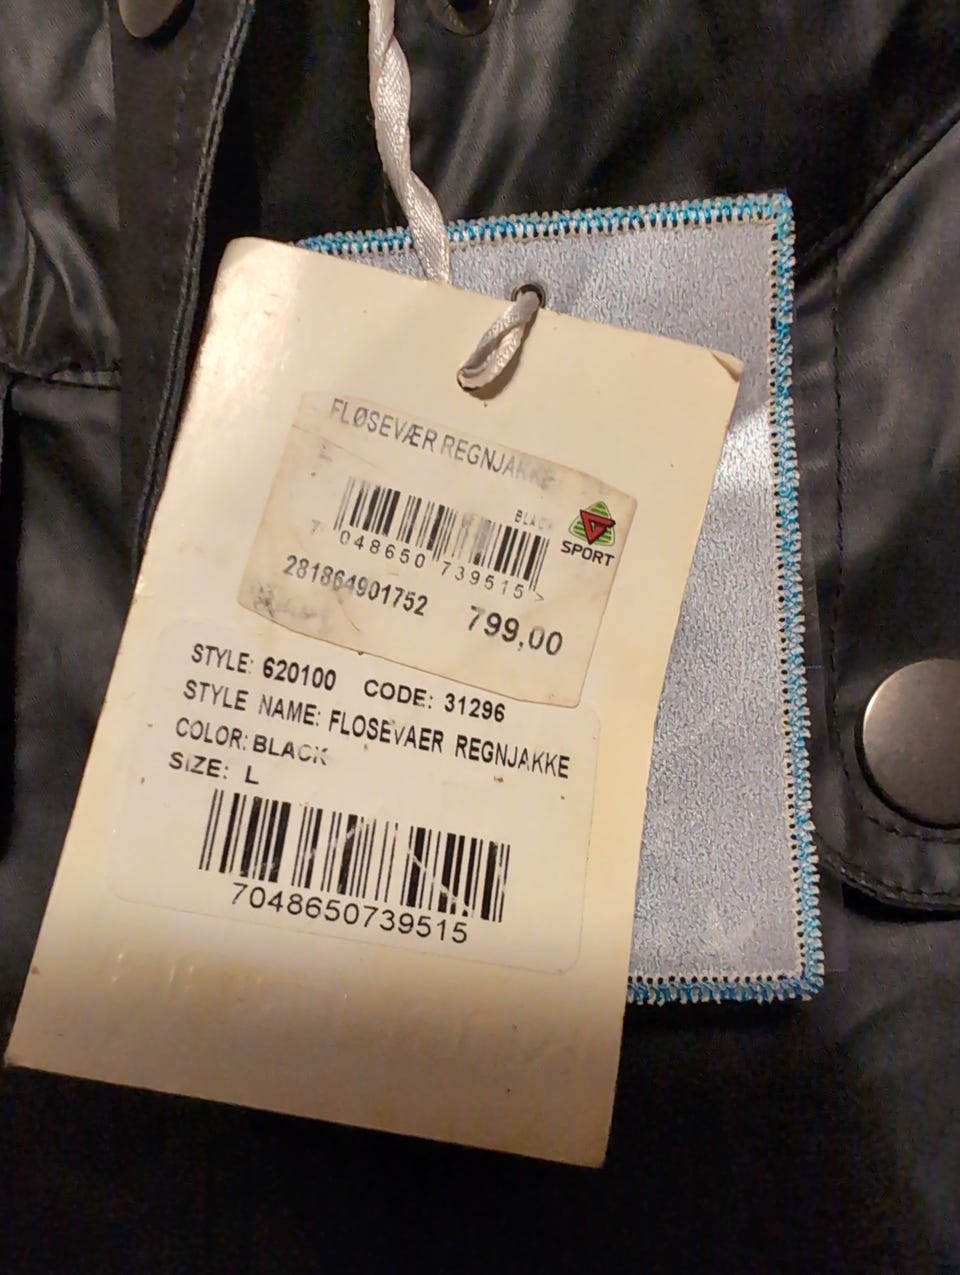 FLØSEVÆR REGNJAKKE
L
BLACK
7 048650 739515 >
G
SPORT
281864901752 799,00
STYLE: 620100 CODE: 31296
STYLE NAME: FLOSEVAER REGNJAKKE
COLOR: BLACK
SIZE: L
7048650739515